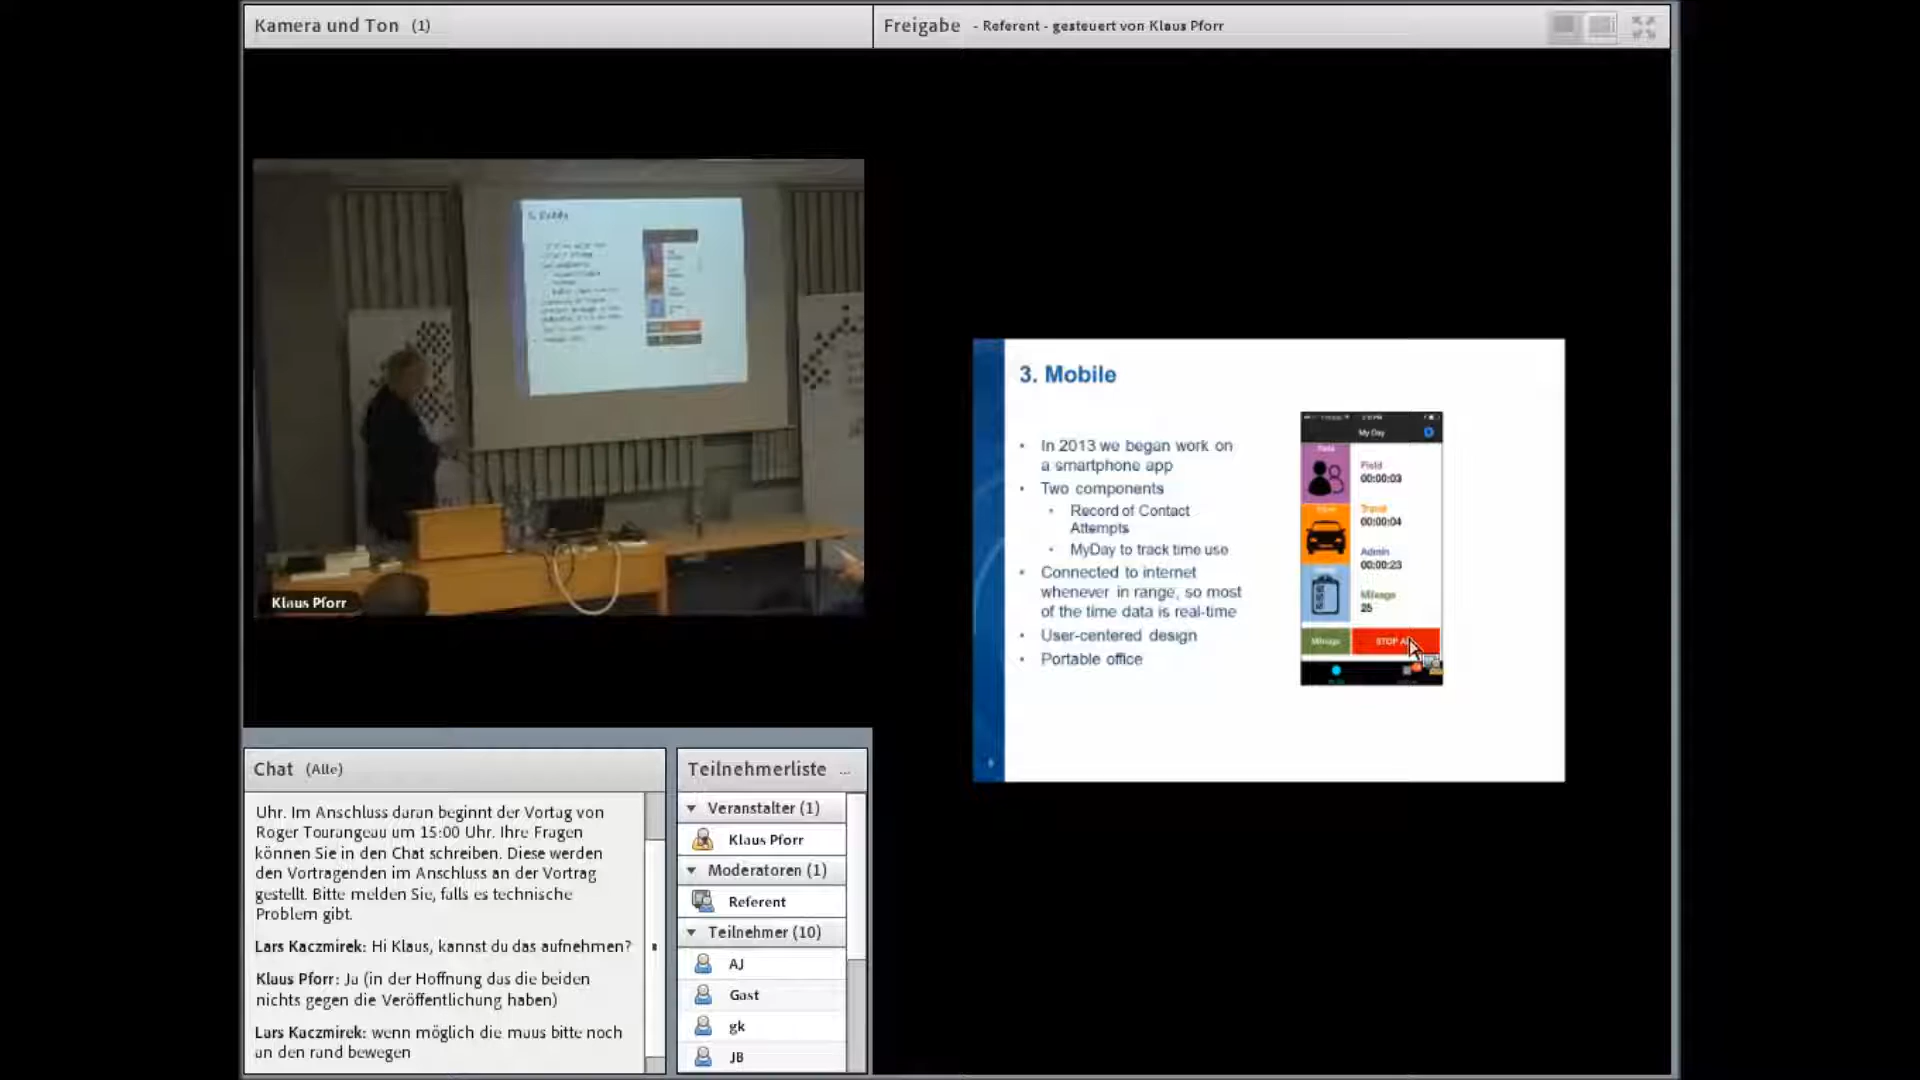 Kamera und Ton (1)
Freigabe - Referent - gesteuert von Klaus Pforr
Klaus Pforr
3. Mobile
• In 2013 we began work on
a smartphone app
• Two components
• Record of Contact
Attempts
• MyDay to track time use
• Connected to internet
whenever in range, so most
of the time data is real-time
• User-centered design
• Portable office
My Day
Field
00:00:03
Travel
00:00:04
Admin
00:00:23
Mileage
25
Mileage
STOP
Chat (Alle)
Uhr. Im Anschluss daran beginnt der Vortag von
Roger Tourangeau um 15:00 Uhr. Ihre Fragen
können Sie in den Chat schreiben. Diese werden
den Vortragenden im Anschluss an der Vortrag
gestellt. Bitte melden Sie, falls es technische
Problem gibt.
Lars Kaczmirek: Hi Klaus, kannst du das aufnehmen?
Klaus Pforr: Ja (in der Hoffnung das die beiden
nichts gegen die Veröffentlichung haben)
Lars Kaczmirek: wenn möglich die maus bitte noch
an den rand bewegen
Teilnehmerliste ...
Veranstalter (1)
Klaus Pforr
Moderatoren (1)
Referent
Teilnehmer (10)
AJ
Gast
gk
JB